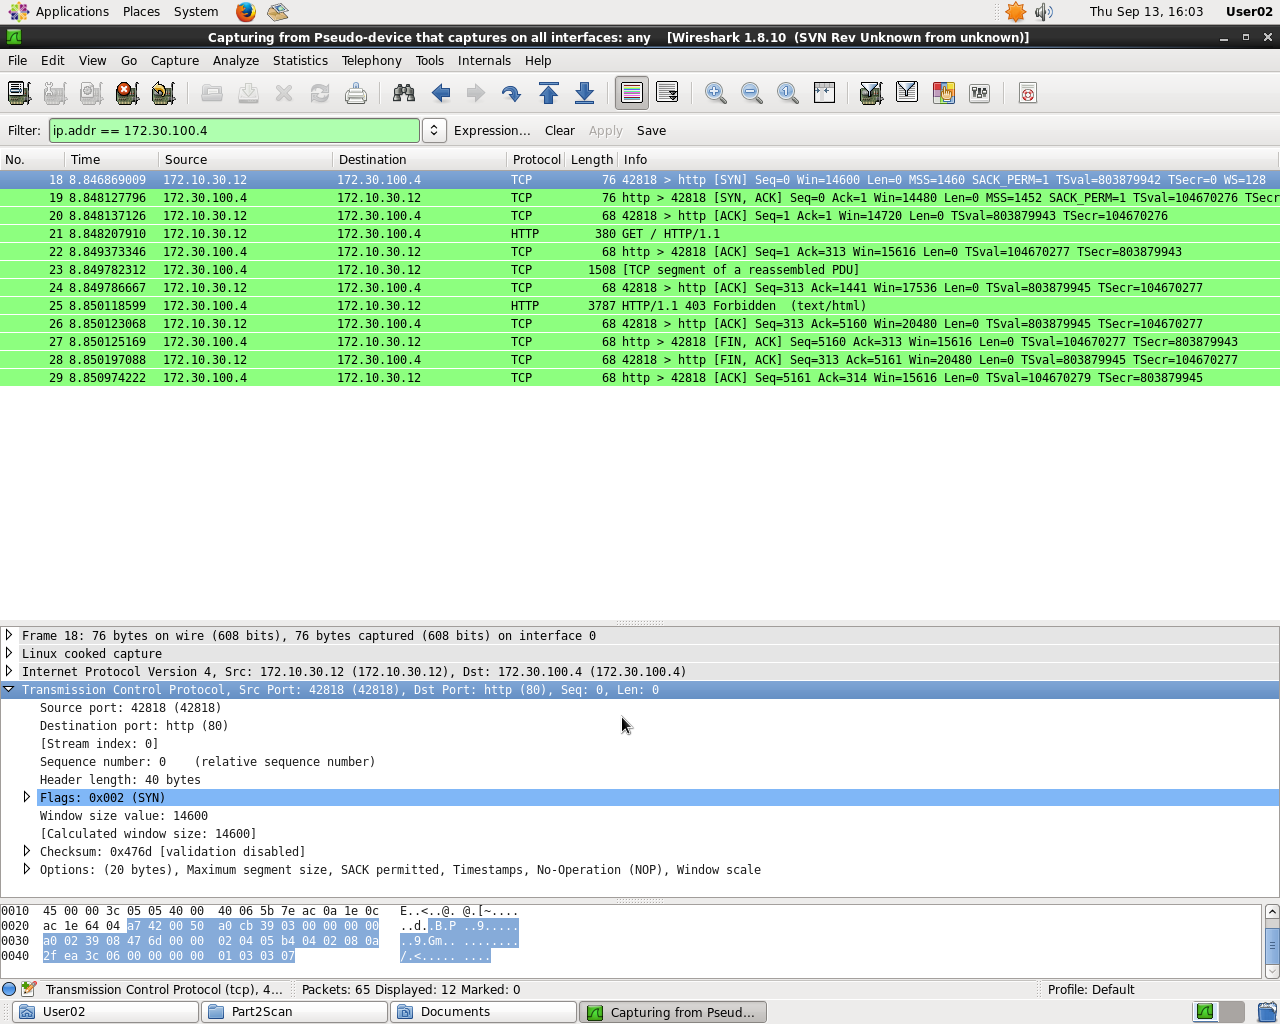 Applications Places System Thu Sep 13, 16:03 User02
Capturing from Pseudo-device that captures on all interfaces: any [Wireshark 1.8.10 (SVN Rev Unknown from unknown)]
File Edit View Go Capture Analyze Statistics Telephony Tools Internals Help
Filter: ip.addr == 172.30.100.4 Expression... Clear Apply Save
No. Time Source Destination Protocol Length Info
18 8.846869009 172.10.30.12 172.30.100.4 TCP 76 42818 > http [SYN] Seq=0 Win=14600 Len=0 MSS=1460 SACK_PERM=1 TSval=803879942 TSecr=0 WS=128
19 8.848127796 172.30.100.4 172.10.30.12 TCP 76 http > 42818 [SYN, ACK] Seq=0 Ack=1 Win=14480 Len=0 MSS=1452 SACK_PERM=1 TSval=104670276 TSecr
20 8.848137126 172.10.30.12 172.30.100.4 TCP 68 42818 > http [ACK] Seq=1 Ack=1 Win=14720 Len=0 TSval=803879943 TSecr=104670276
21 8.848207910 172.10.30.12 172.30.100.4 HTTP 380 GET / HTTP/1.1
22 8.849373346 172.30.100.4 172.10.30.12 TCP 68 http > 42818 [ACK] Seq=1 Ack=313 Win=15616 Len=0 TSval=104670277 TSecr=803879943
23 8.849782312 172.30.100.4 172.10.30.12 TCP 1508 [TCP segment of a reassembled PDU]
24 8.849786667 172.10.30.12 172.30.100.4 TCP 68 42818 > http [ACK] Seq=313 Ack=1441 Win=17536 Len=0 TSval=803879945 TSecr=104670277
25 8.850118599 172.30.100.4 172.10.30.12 HTTP 3787 HTTP/1.1 403 Forbidden (text/html)
26 8.850123068 172.10.30.12 172.30.100.4 TCP 68 42818 > http [ACK] Seq=313 Ack=5160 Win=20480 Len=0 TSval=803879945 TSecr=104670277
27 8.850125169 172.30.100.4 172.10.30.12 TCP 68 http > 42818 [FIN, ACK] Seq=5160 Ack=313 Win=15616 Len=0 TSval=104670277 TSecr=803879943
28 8.850197088 172.10.30.12 172.30.100.4 TCP 68 42818 > http [FIN, ACK] Seq=313 Ack=5161 Win=20480 Len=0 TSval=803879945 TSecr=104670277
29 8.850974222 172.30.100.4 172.10.30.12 TCP 68 http > 42818 [ACK] Seq=5161 Ack=314 Win=15616 Len=0 TSval=104670279 TSecr=803879945
Frame 18: 76 bytes on wire (608 bits), 76 bytes captured (608 bits) on interface 0
Linux cooked capture
Internet Protocol Version 4, Src: 172.10.30.12 (172.10.30.12), Dst: 172.30.100.4 (172.30.100.4)
Transmission Control Protocol, Src Port: 42818 (42818), Dst Port: http (80), Seq: 0, Len: 0
Source port: 42818 (42818)
Destination port: http (80)
[Stream index: 0]
Sequence number: 0 (relative sequence number)
Header length: 40 bytes
Flags: 0x002 (SYN)
Window size value: 14600
[Calculated window size: 14600]
Checksum: 0x476d [validation disabled]
Options: (20 bytes), Maximum segment size, SACK permitted, Timestamps, No-Operation (NOP), Window scale
0010 45 00 00 3c 05 05 40 00 40 06 5b 7e ac 0a 1e 0c E..<..@. @.[~....
0020 ac 1e 64 04 a7 42 00 50 a0 cb 39 03 00 00 00 00 ..d..B.P ..9.....
0030 a0 02 39 08 47 6d 00 00 02 04 05 b4 04 02 08 0a ..9.Gm.. ........
0040 2f ea 3c 06 00 00 00 00 01 03 03 07 /.<..... ....
Transmission Control Protocol (tcp), 4... Packets: 65 Displayed: 12 Marked: 0 Profile: Default
User02 Part2Scan Documents Capturing from Pseud...